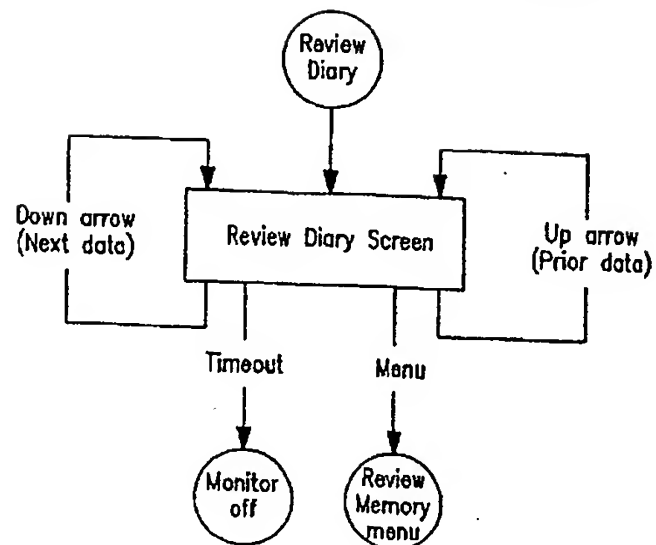 Review
Diary
Down arrow
(Next data)
Review Diary Screen
Up arrow
(Prior data)
Timeout
Menu
Monitor
off
Review
Memory
menu